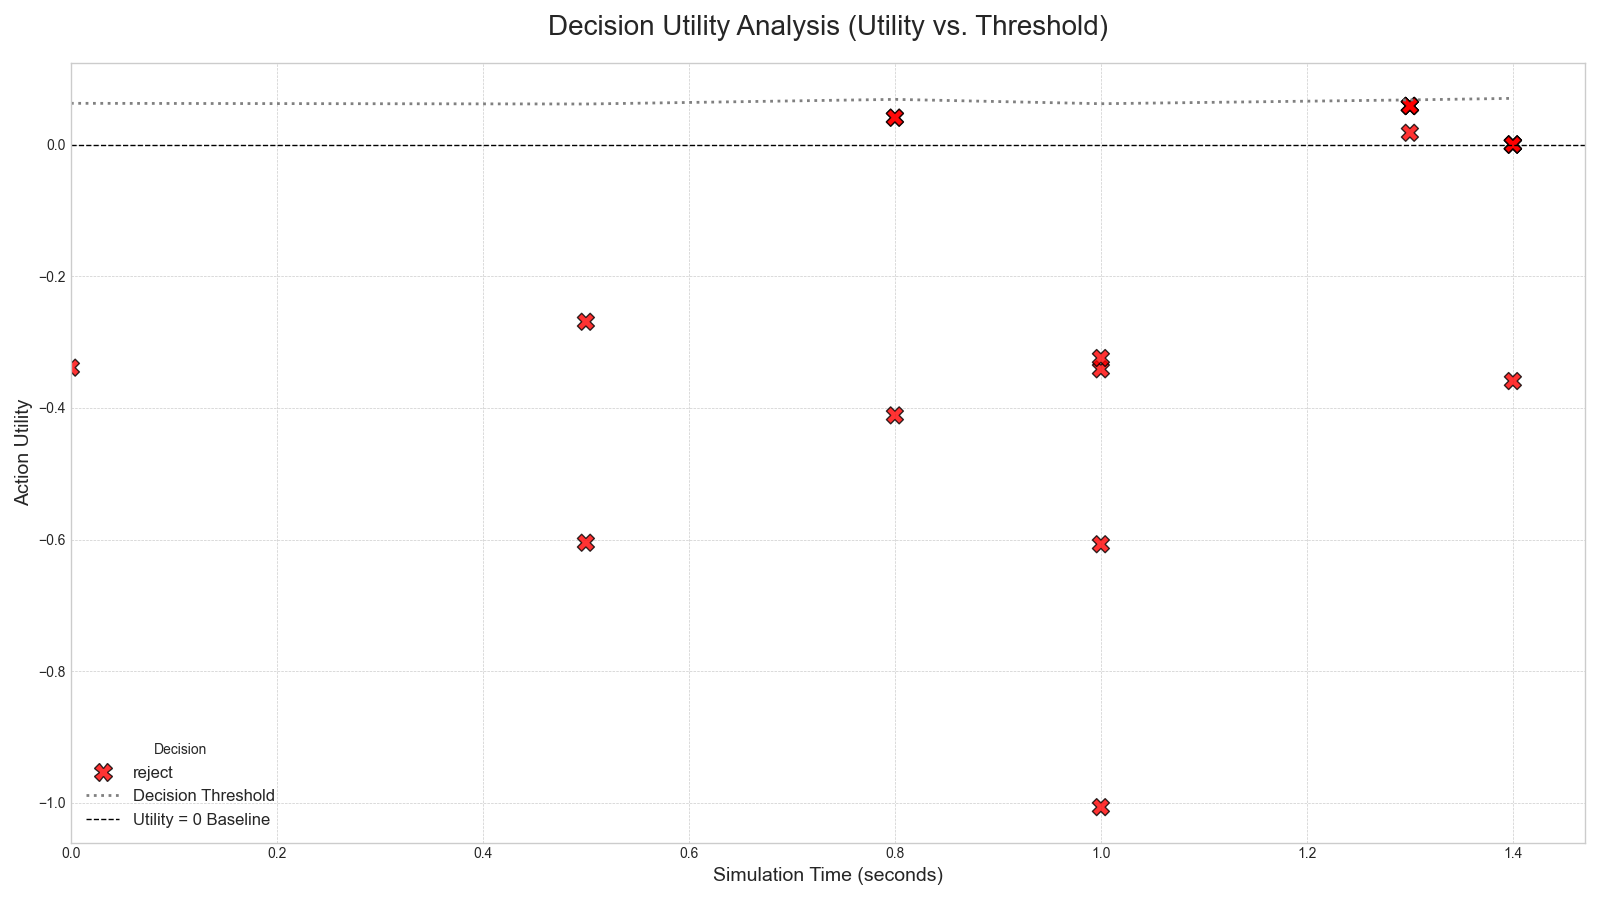 Decision Utility Analysis (Utility vs. Threshold)
Action Utility
0.0
−0.2
−0.4
−0.6
−0.8
−1.0
Decision
reject
Decision Threshold
Utility = 0 Baseline
0.0 0.2 0.4 0.6 0.8 1.0 1.2 1.4
Simulation Time (seconds)